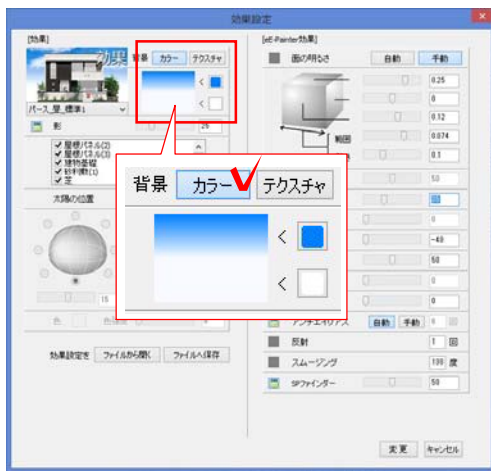 効果設定
[効果]
効果
背景 カラー テクスチャ
<
<
パース_昼_標準1
影
25
屋根パネル(2)
屋根パネル(3)
建物基礎
砂利敷(1)
芝
太陽の位置
15
背景 カラー テクスチャ
<
<
効果設定を ファイルから開く ファイルへ保存
[eE-Painter効果]
面の明るさ 自動 手動
0.25
0
0.12
範囲 0.074
0.1
50
0
-40
50
0
0
アンチエイリアス 自動 手動
反射 1 回
スムージング 199 度
SPファインダー 50
変更 キャンセル